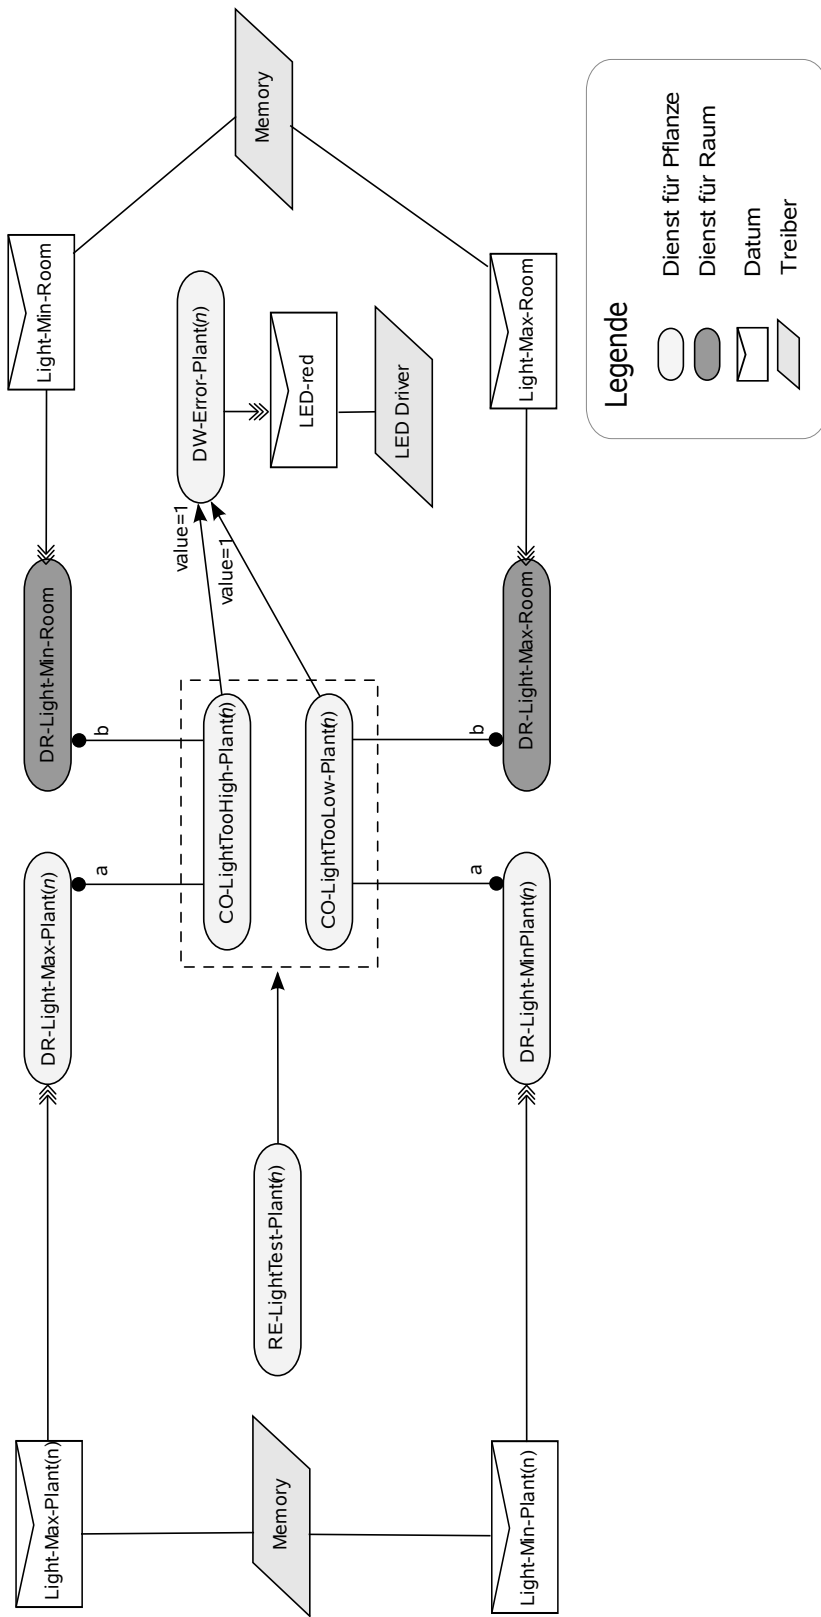 Light-Max-Plant(n)
DR-Light-Max-Plant(n)
DR-Light-Min-Room
Light-Min-Room
a
b
Memory
RE-LightTest-Plant(n)
CO-LightTooHigh-Plant(n)
CO-LightTooLow-Plant(n)
value=1
value=1
DW-Error-Plant(n)
LED-red
LED Driver
Memory
a
b
Light-Min-Plant(n)
DR-Light-MinPlant(n)
DR-Light-Max-Room
Light-Max-Room
Legende
Dienst für Pflanze
Dienst für Raum
Datum
Treiber